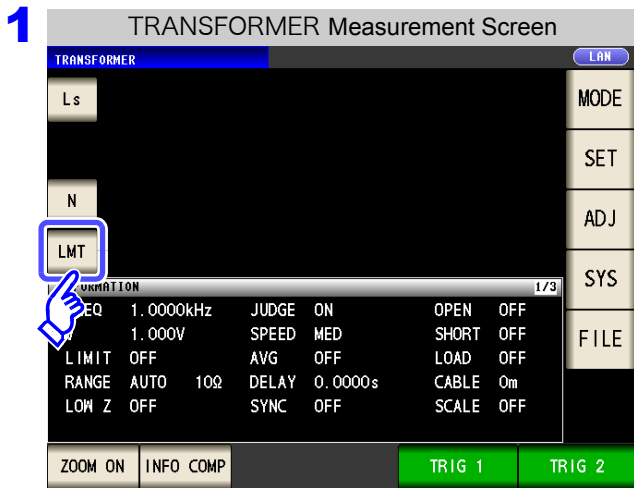 1
TRANSFORMER Measurement Screen
TRANSFORMER LAN
Ls MODE
SET
N ADJ
LMT SYS
1/3
1.0000kHz JUDGE ON OPEN OFF
V 1.000V SPEED MED SHORT OFF FILE
LIMIT OFF AVG OFF LOAD OFF
RANGE AUTO 10Ω DELAY 0.0000s CABLE 0m
LOW Z OFF SYNC OFF SCALE OFF
ZOOM ON INFO COMP TRIG 1 TRIG 2